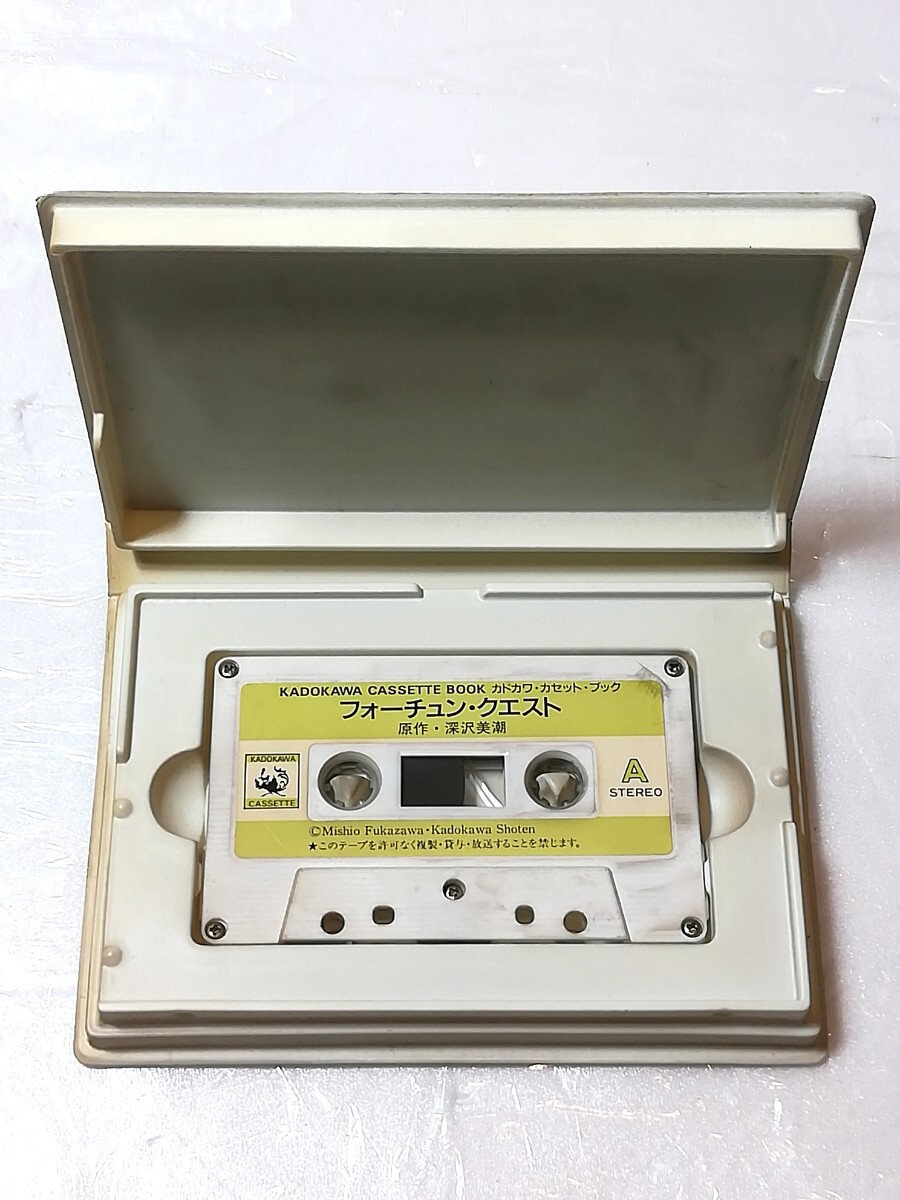 KADOKAWA CASSETTE BOOK カドカワ・カセット・ブック
フォーチュン・クエスト
原作・深沢美潮
KADOKAWA
CASSETTE
A
STEREO
©Mishio Fukazawa・Kadokawa Shoten
★このテープを許可なく複製・貸与・放送することを禁じます。